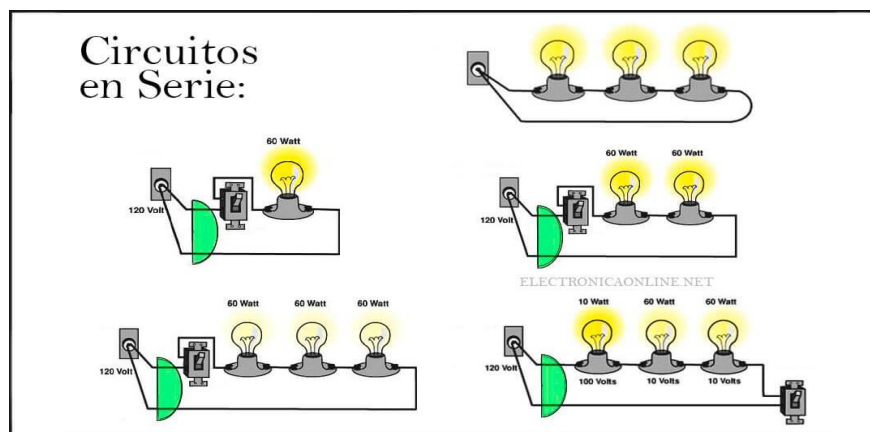 Circuitos
en Serie:
60 Watt
120 Volt
60 Watt 60 Watt
120 Volt
ELECTRONICAONLINE.NET
60 Watt 60 Watt 60 Watt
120 Volt
10 Watt 60 Watt 60 Watt
120 Volt
100 Volts 10 Volts 10 Volts